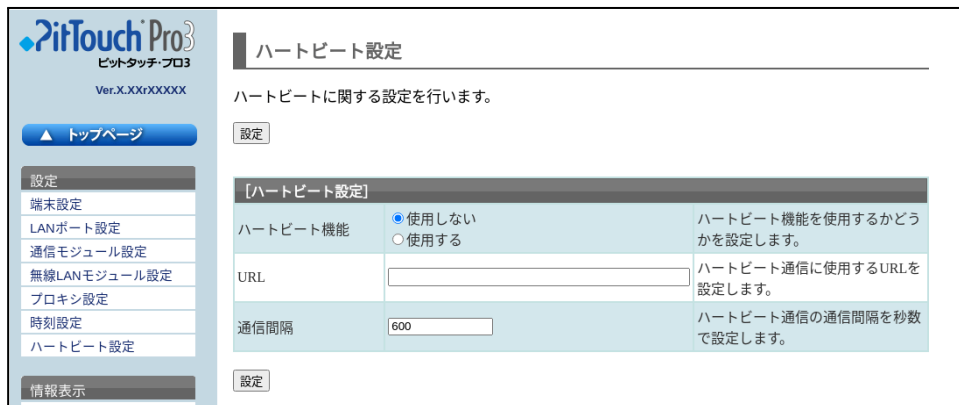 PitTouch Pro3
ピットタッチ・プロ3
Ver.X.XXrXXXXX
▲ トップページ
設定
端末設定
LANポート設定
通信モジュール設定
無線LANモジュール設定
プロキシ設定
時刻設定
ハートビート設定
情報表示
ハートビート設定
ハートビートに関する設定を行います。
設定
[ハートビート設定]
ハートビート機能
使用しない
使用する
ハートビート機能を使用するかどう
かを設定します。
URL
ハートビート通信に使用するURLを
設定します。
通信間隔
600
ハートビート通信の通信間隔を秒数
で設定します。
設定